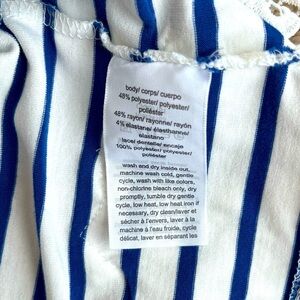 body/ corps/ cuerpo
48% polyester/ polyester/
poliéster
48% rayon/ rayonne/ rayón
4% elastane/ élasthanne/
elastano
lace/ dentelle/ encaje
100% polyester/ polyester/
poliéster
wash and dry inside out,
machine wash cold, gentle
cycle, wash with like colors,
non-chlorine bleach only, dry
promptly, tumble dry gentle
cycle, low heat, low heat iron if
necessary, dry clean/laver et
sécher à l'envers, laver à la
machine à l'eau froide, cycle
délicat, laver en séparant les